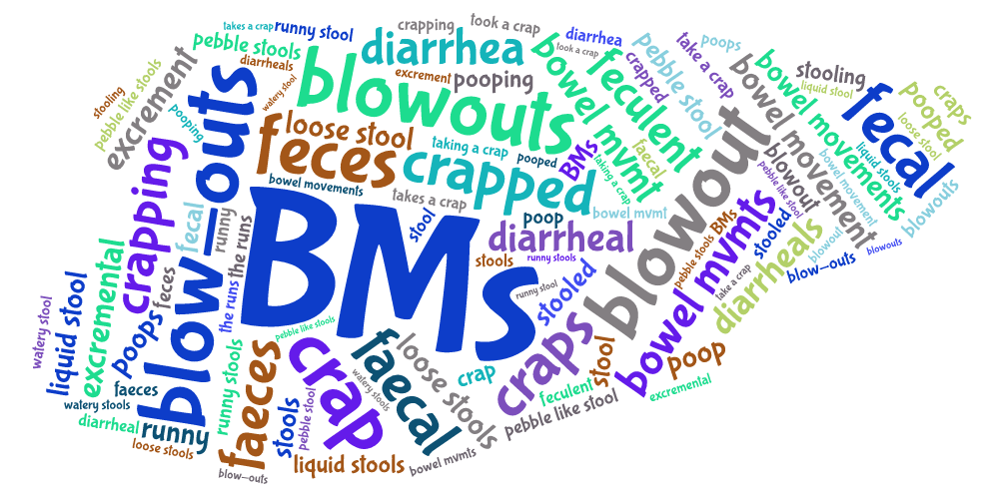 takes a crap
runny stool
crapping
took a crap
diarrhea
poops
pebble stools
diarrheals
diarrhea
look a crap
bowel mvmt
feculent
pebble stool
take a crap
bowel movement
bowel movements
stooling
liquid stool
fecal
pooped
craps
loose stool
stooling
pebble like stools
excrement
pooping
blow_outs
watery stool
blowouts
excrement
pooping
crapped
loose stool
feces
taking a crap
pooped
BMs
taking a crap
faecal
crapped
bowel movements
takes a crap
stool
poop
bowel mvmt
diarrheal
stools
runny stools
runny stool
stooled
blowout
blowout
pebble like stool
bowel movement
liquid stools
blowouts
blowouts
blow-outs
blowout
stooled
BMs
pebble stools
bowel mvmts
take a crap
diarrheals
crapping
fecal
runny
the runs
the runs
feces
BMs
excremental
poops
liquid stool
watery stool
faeces
watery stools
diarrheal
runny
loose stools
runny stools
faeces
blow-outs
stools
pebble stool
pebble like stools
crap
liquid stools
watery stools
faecal
loose stools
bowel mvmts
crap
craps
pebble like stool
feculent
stool
poop
excremental